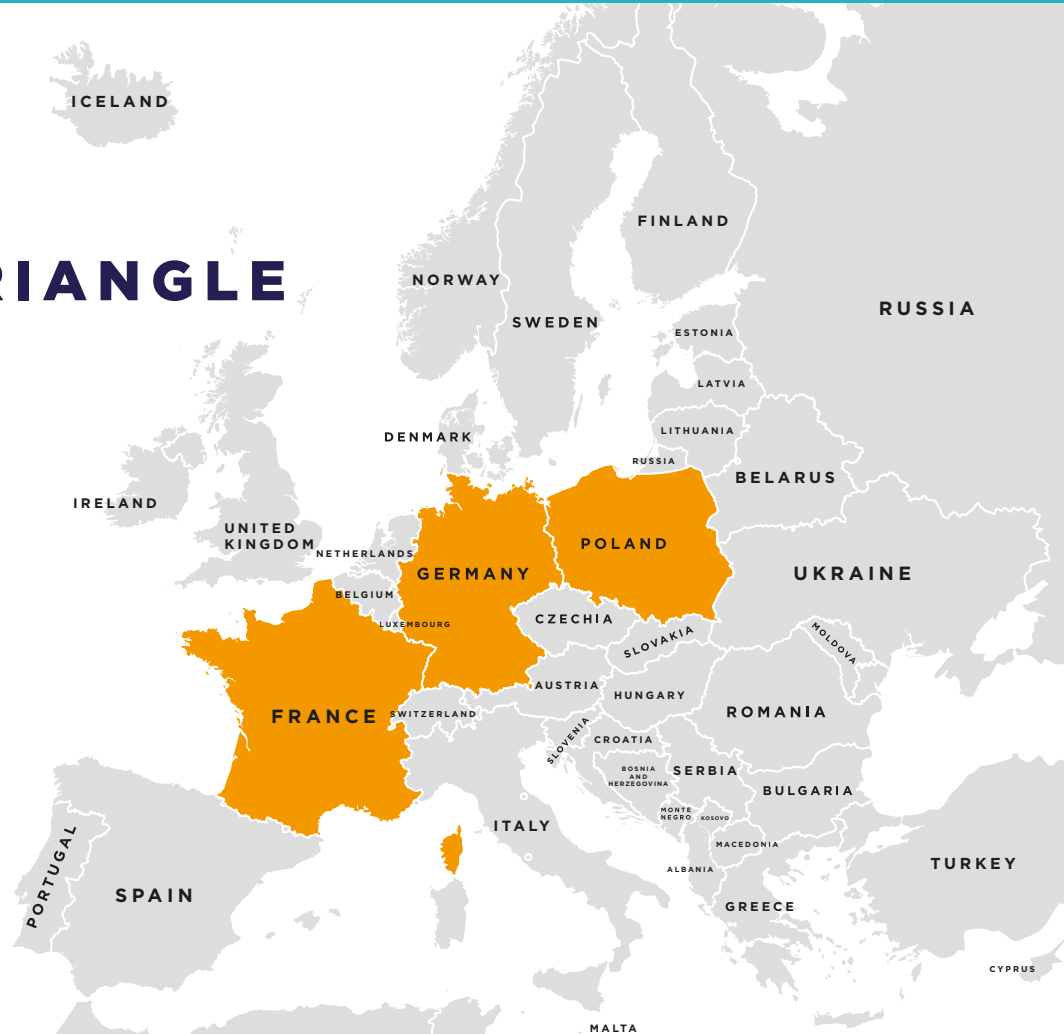 ICELAND
FINLAND
RIANGLE
NORWAY
RUSSIA
SWEDEN
ESTONIA
LATVIA
LITHUANIA
DENMARK
RUSSIA
BELARUS
IRELAND
UNITED
KINGDOM
NETHERLANDS
POLAND
GERMANY
UKRAINE
BELGIUM
LUXEMBOURG
CZECHIA
SLOVAKIA
MOLDOVA
AUSTRIA
HUNGARY
FRANCE
SWITZERLAND
ROMANIA
SLOVENIA
CROATIA
BOSNIA
AND
HERZEGOVINA
SERBIA
BULGARIA
MONTE
NEGRO
KOSOVO
ITALY
MACEDONIA
ALBANIA
TURKEY
PORTUGAL
SPAIN
GREECE
CYPRUS
MALTA